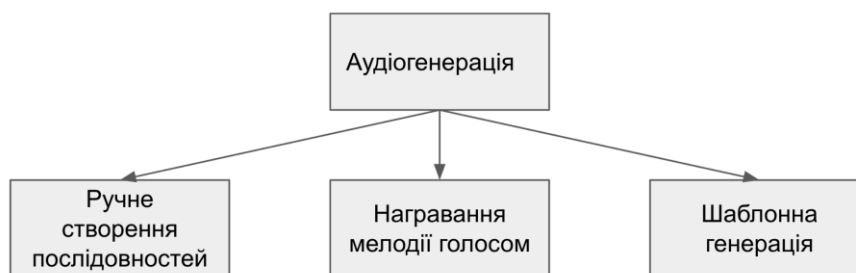 Аудіогенерація
Ручне
створення
послідовностей
Награвання
мелодії голосом
Шаблонна
генерація